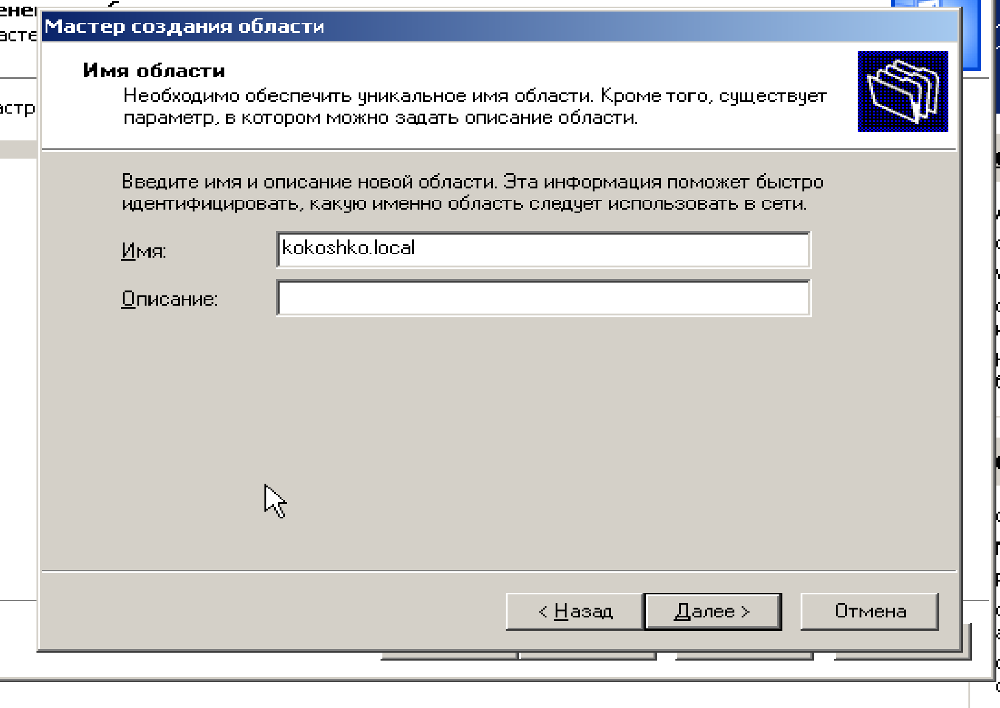 Мастер создания области
Имя области
Необходимо обеспечить уникальное имя области. Кроме того, существует
параметр, в котором можно задать описание области.
Введите имя и описание новой области. Эта информация поможет быстро
идентифицировать, какую именно область следует использовать в сети.
Имя:
kokoshko.local
Описание:
< Назад
Далее >
Отмена